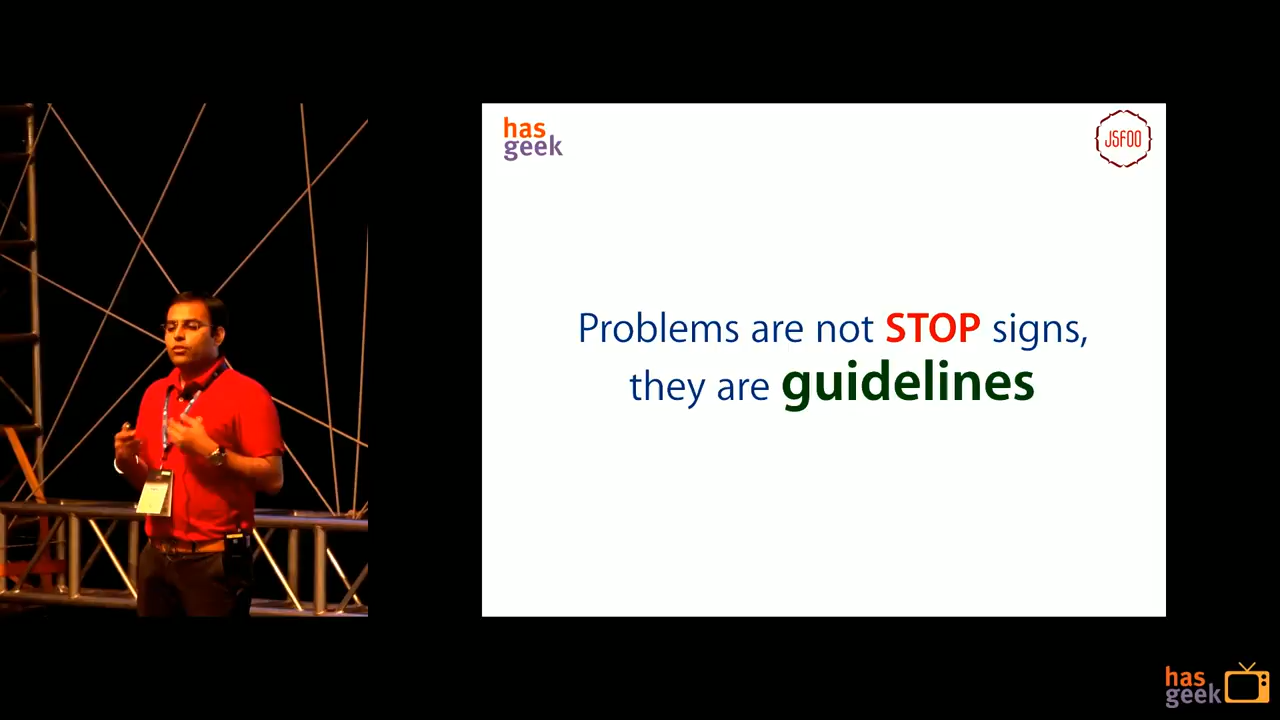 has
geek
JSFOO
Problems are not STOP signs,
they are guidelines
has
geek